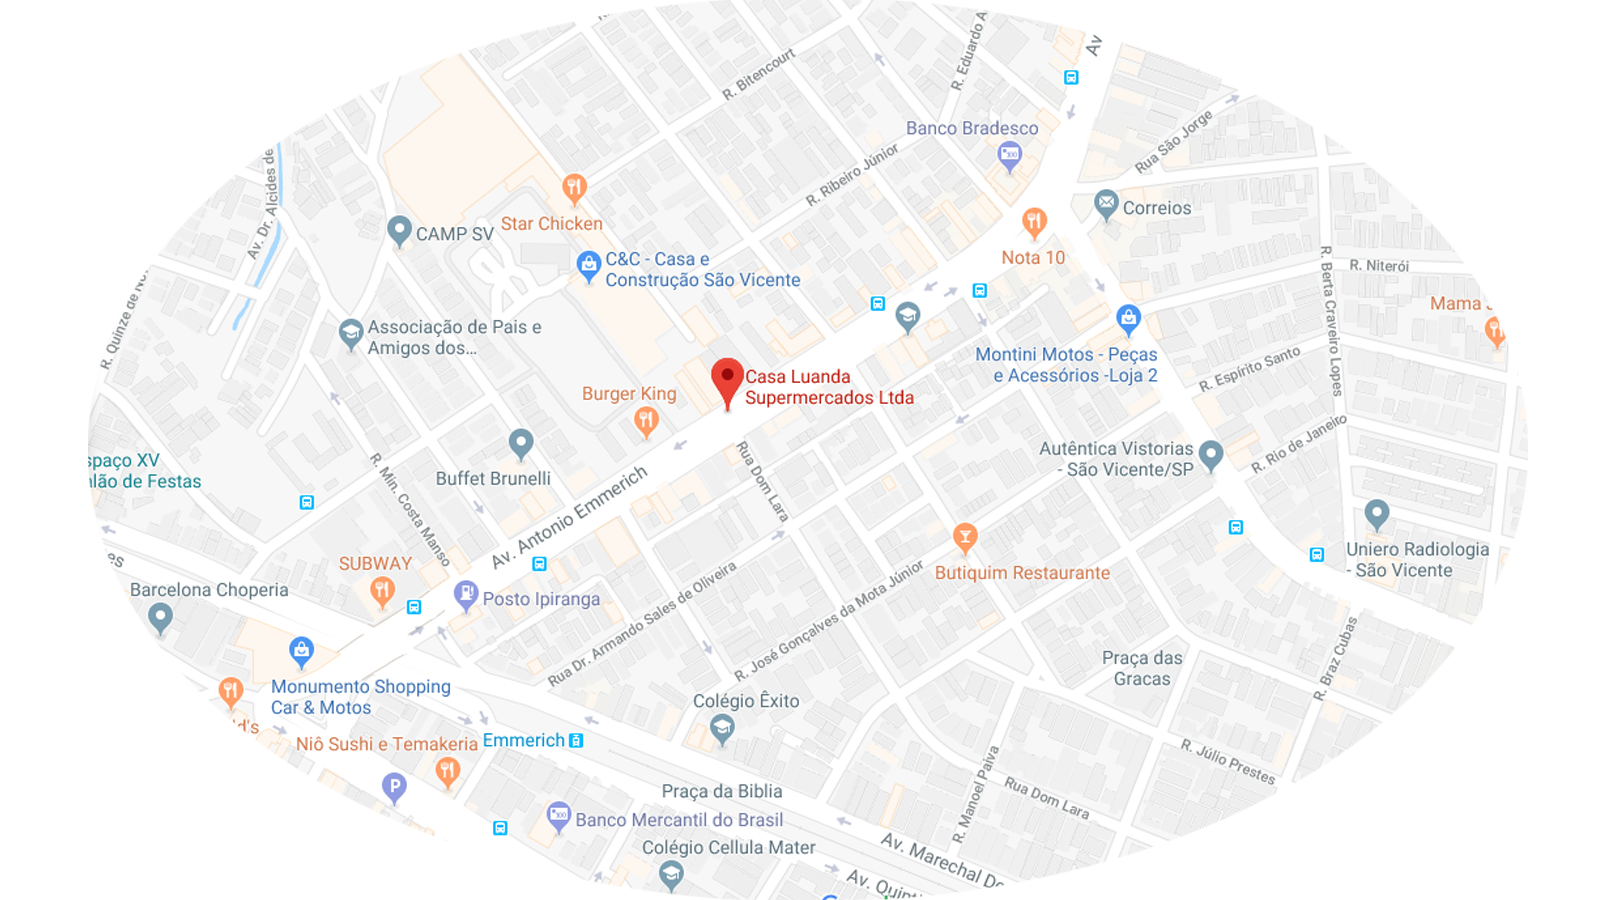 Av
R. Eduardo A
R. Bitencourt
Banco Bradesco
Rua São Jorge
R. Ribeiro Júnior
Av. Dr. Alcides de
Star Chicken
CAMP SV
Correios
C&C - Casa e
Construção São Vicente
Nota 10
R. Niterói
R. Berta Craveiro Lopes
R. Quinze de No
Mama
Associação de Pais e
Amigos dos...
Montini Motos - Peças
e Acessórios -Loja 2
R. Espírito Santo
Casa Luanda
Supermercados Ltda
Burger King
R. Rio de Janeiro
Autêntica Vistorias
- São Vicente/SP
spaço XV
lão de Festas
Buffet Brunelli
R. Min. Costa Manso
Rua Dom Lara
Av. Antonio Emmerich
Uniero Radiologia
- São Vicente
es
SUBWAY
Barcelona Choperia
Posto Ipiranga
Butiquim Restaurante
Rua Dr. Armando Sales de Oliveira
R. José Gonçalves da Mota Júnior
R. Braz Cubas
Praça das
Graças
Monumento Shopping
Car & Motos
Colégio Êxito
ld's
Niô Sushi e Temakeria
Emmerich
R. Júlio Prestes
R. Manoel Paiva
Rua Dom Lara
P
Praça da Biblia
Banco Mercantil do Brasil
Colégio Cellula Mater
Av. Marechal De
Av. Quint